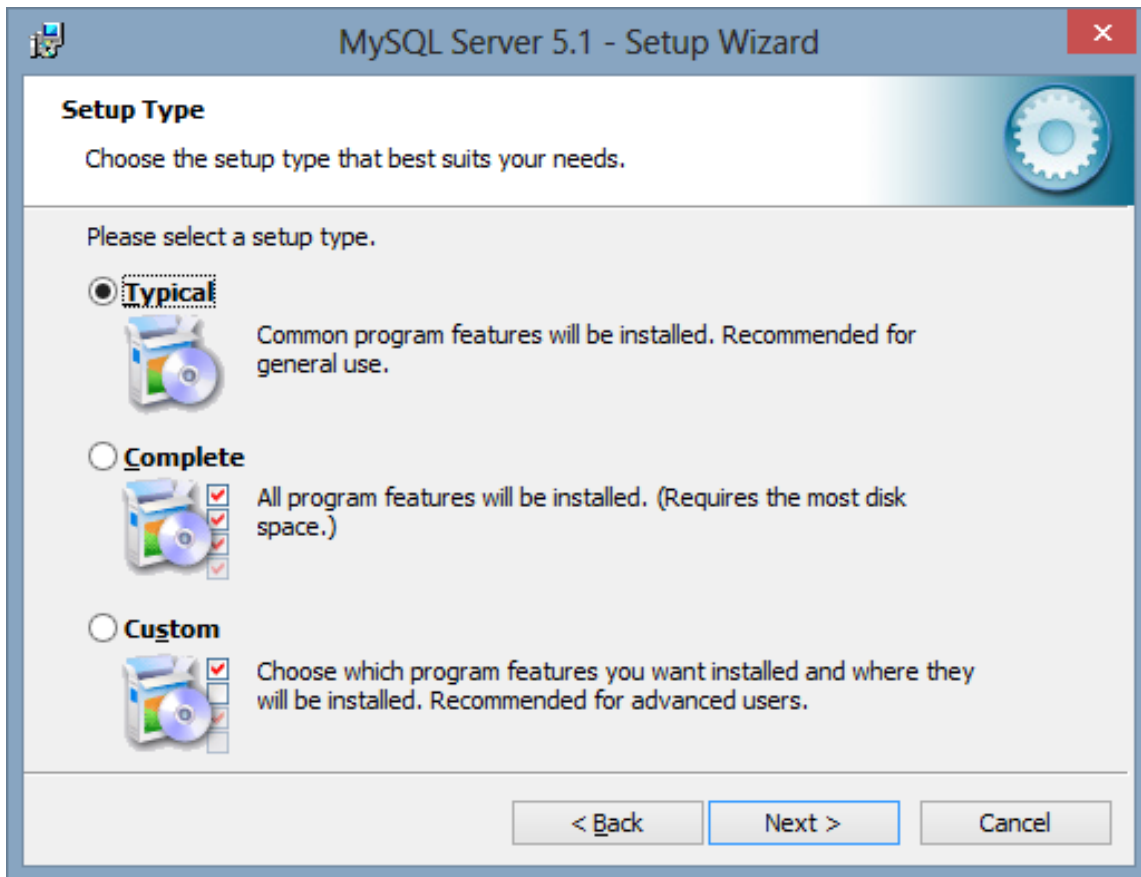 MySQL Server 5.1 - Setup Wizard
Setup Type
Choose the setup type that best suits your needs.
Please select a setup type.
Typical
Common program features will be installed. Recommended for
general use.
Complete
All program features will be installed. (Requires the most disk
space.)
Custom
Choose which program features you want installed and where they
will be installed. Recommended for advanced users.
< Back
Next >
Cancel